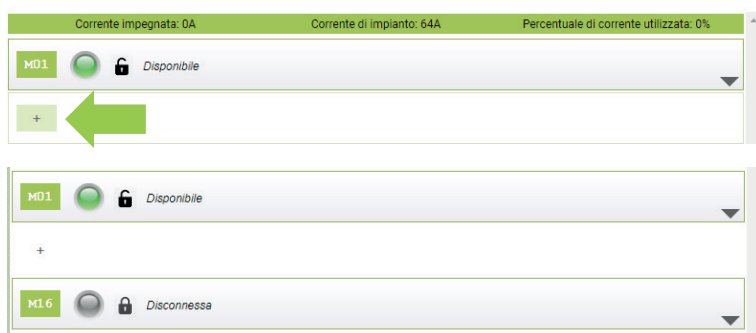 Corrente impegnata: 0A Corrente di impianto: 64A Percentuale di corrente utilizzata: 0%
M01 Disponibile
+
M01 Disponibile
+
M16 Disconnessa